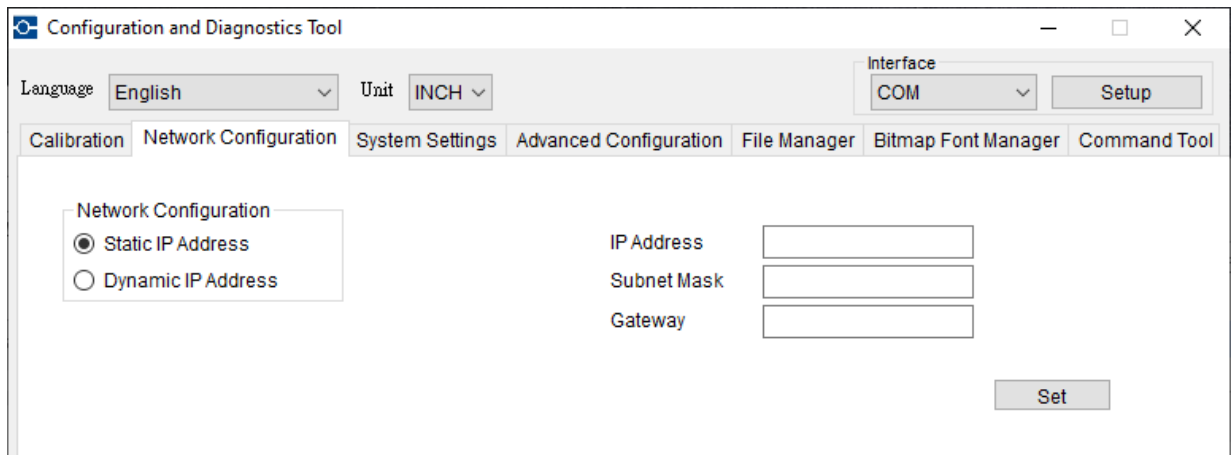 Configuration and Diagnostics Tool
Language English Unit INCH Interface COM Setup
Calibration Network Configuration System Settings Advanced Configuration File Manager Bitmap Font Manager Command Tool
Network Configuration
Static IP Address
Dynamic IP Address
IP Address
Subnet Mask
Gateway
Set